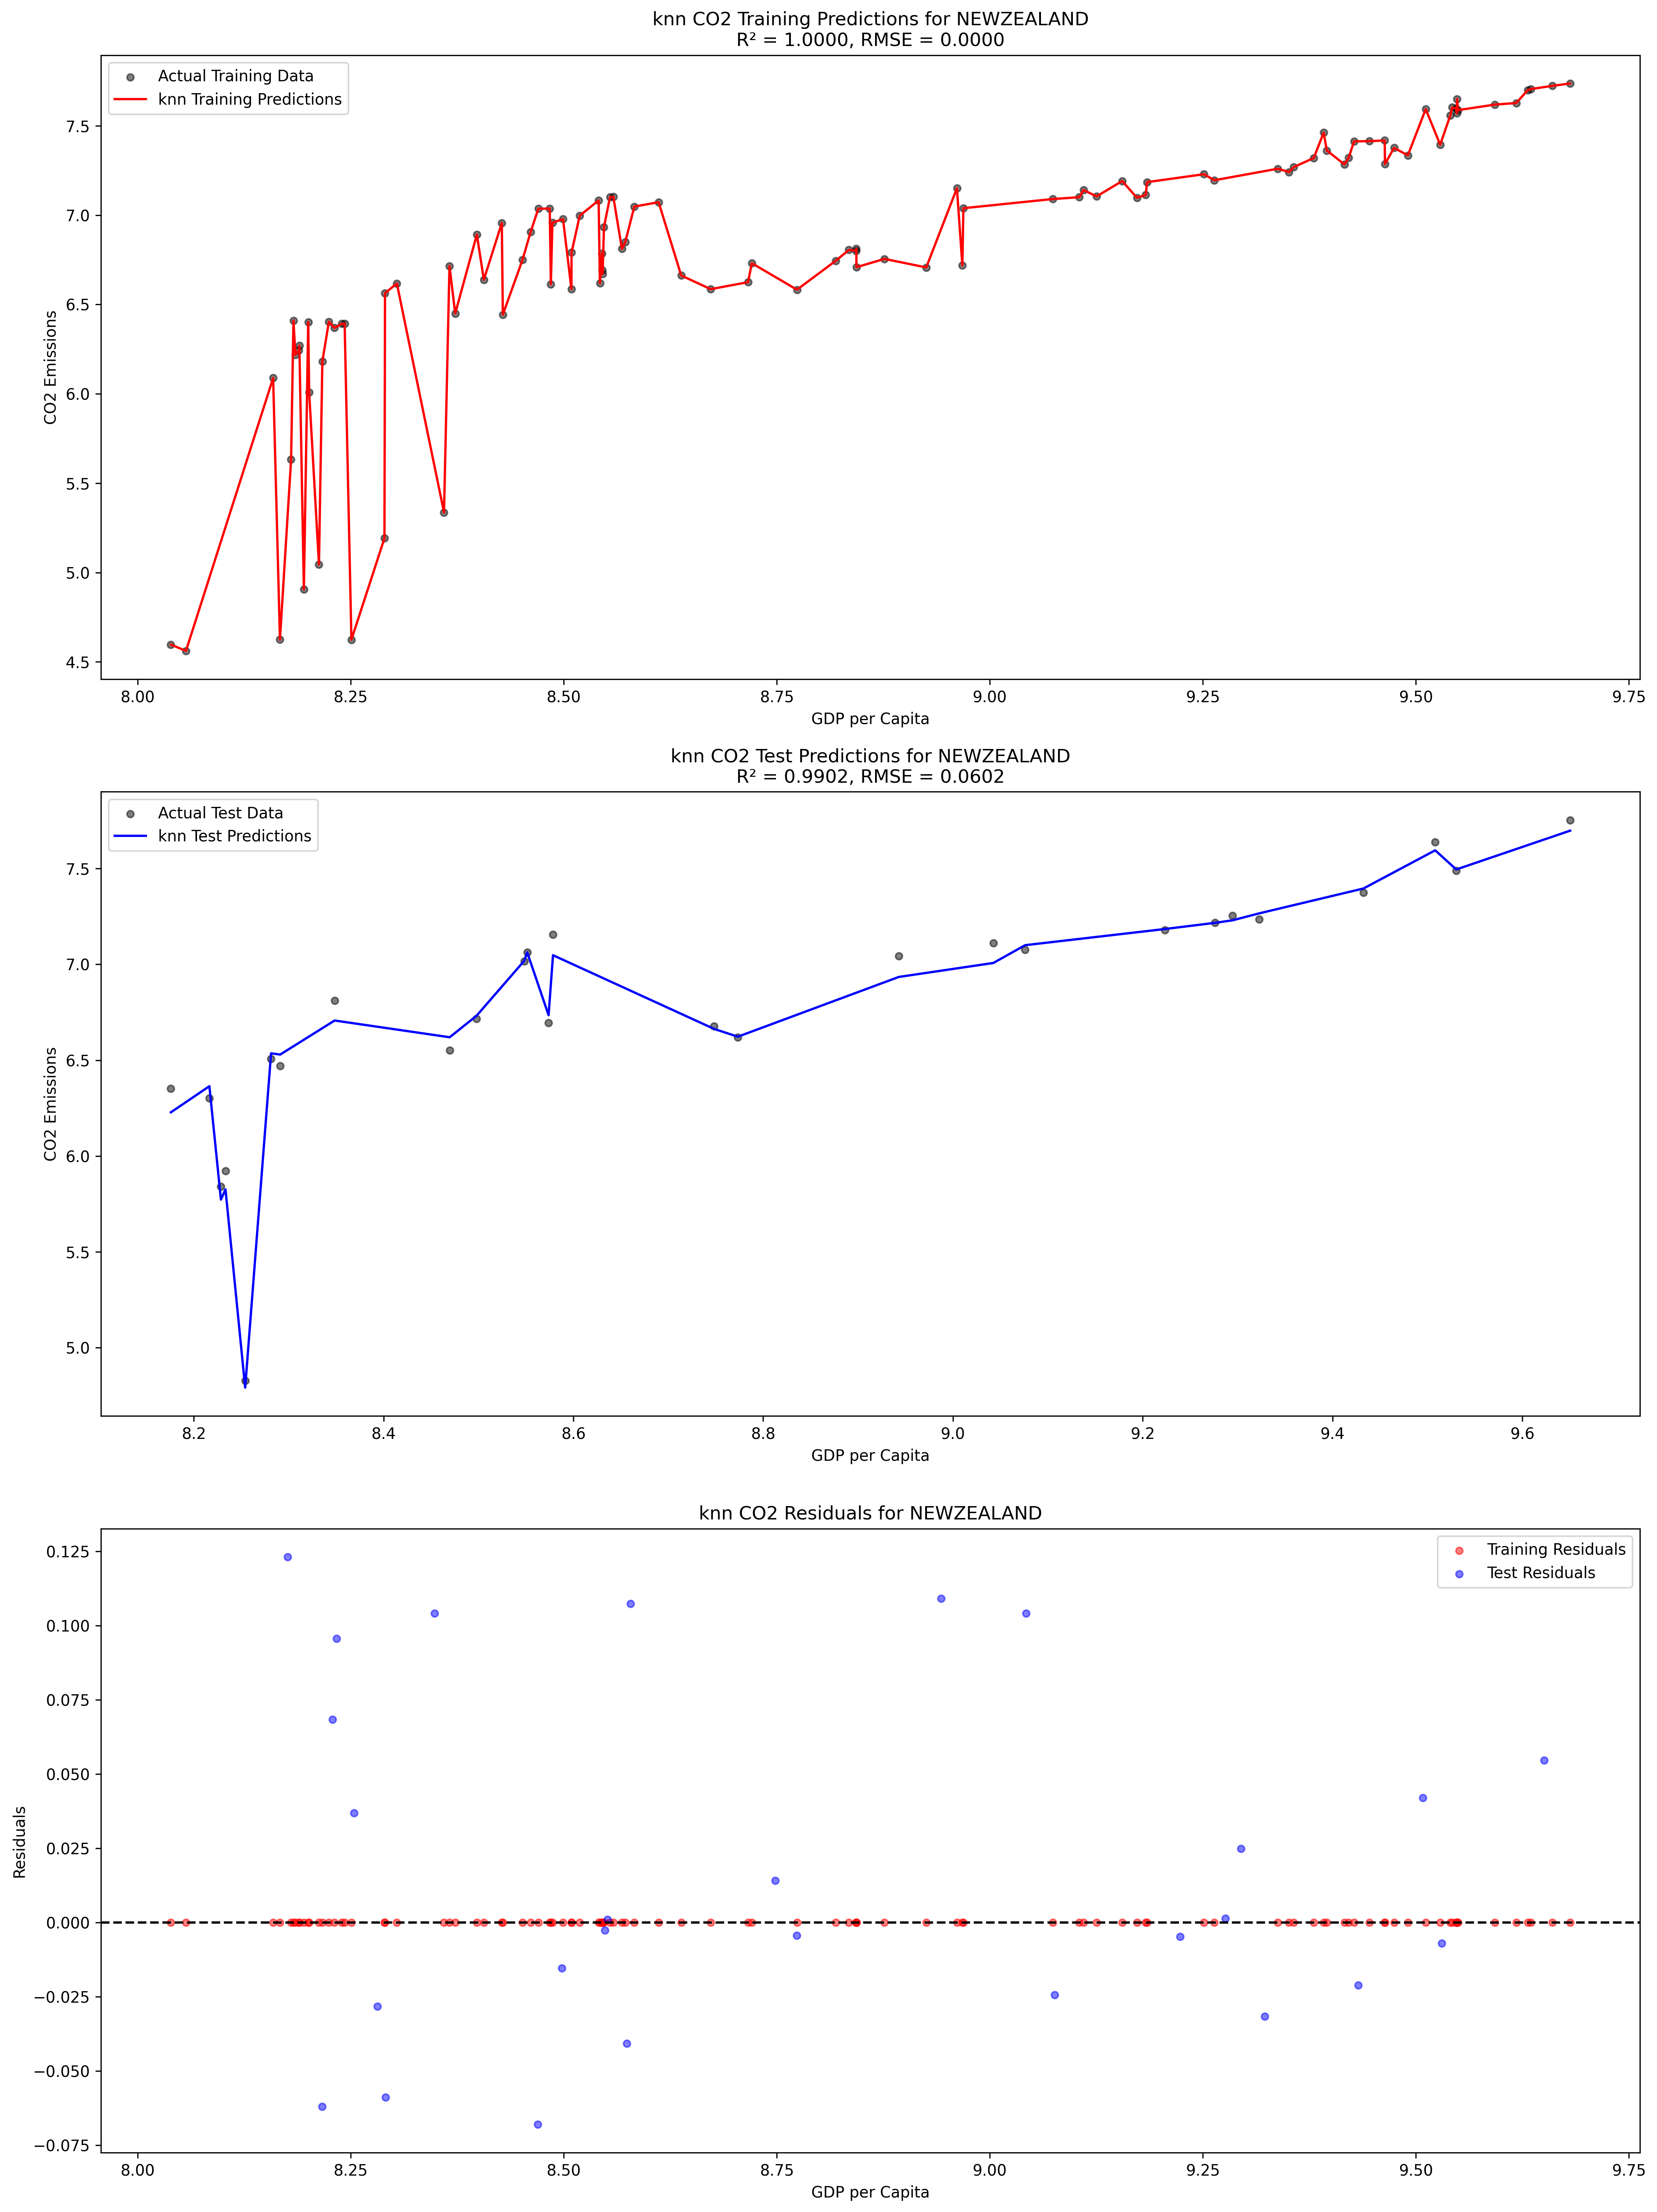 knn CO2 Training Predictions for NEWZEALAND
R² = 1.0000, RMSE = 0.0000
Actual Training Data
knn Training Predictions
CO2 Emissions
7.5
7.0
6.5
6.0
5.5
5.0
4.5
8.00 8.25 8.50 8.75 9.00 9.25 9.50 9.75
GDP per Capita
knn CO2 Test Predictions for NEWZEALAND
R² = 0.9902, RMSE = 0.0602
Actual Test Data
knn Test Predictions
CO2 Emissions
7.5
7.0
6.5
6.0
5.5
5.0
8.2 8.4 8.6 8.8 9.0 9.2 9.4 9.6
GDP per Capita
knn CO2 Residuals for NEWZEALAND
Training Residuals
Test Residuals
Residuals
0.125
0.100
0.075
0.050
0.025
0.000
−0.025
−0.050
−0.075
8.00 8.25 8.50 8.75 9.00 9.25 9.50 9.75
GDP per Capita